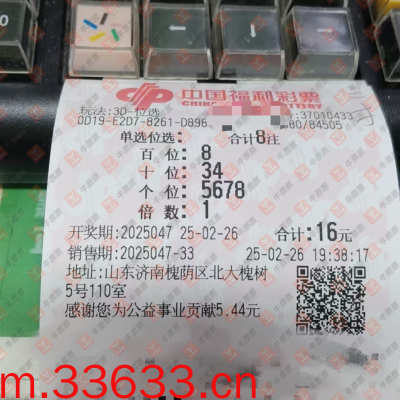 中国福利彩票
玩法:3D-位选
0D19-E2D7-8261-D896 :37010433
80/84505
单选位选: 合计8注
百 位: 8
十 位: 34
个 位: 5678
倍 数: 1
开奖期:2025047 25-02-26 合计:16元
销售期:2025047-33 25-02-26 19:38:17
地址:山东济南槐荫区北大槐树
5号110室
感谢您为公益事业贡献5.44元
m.33633.cn